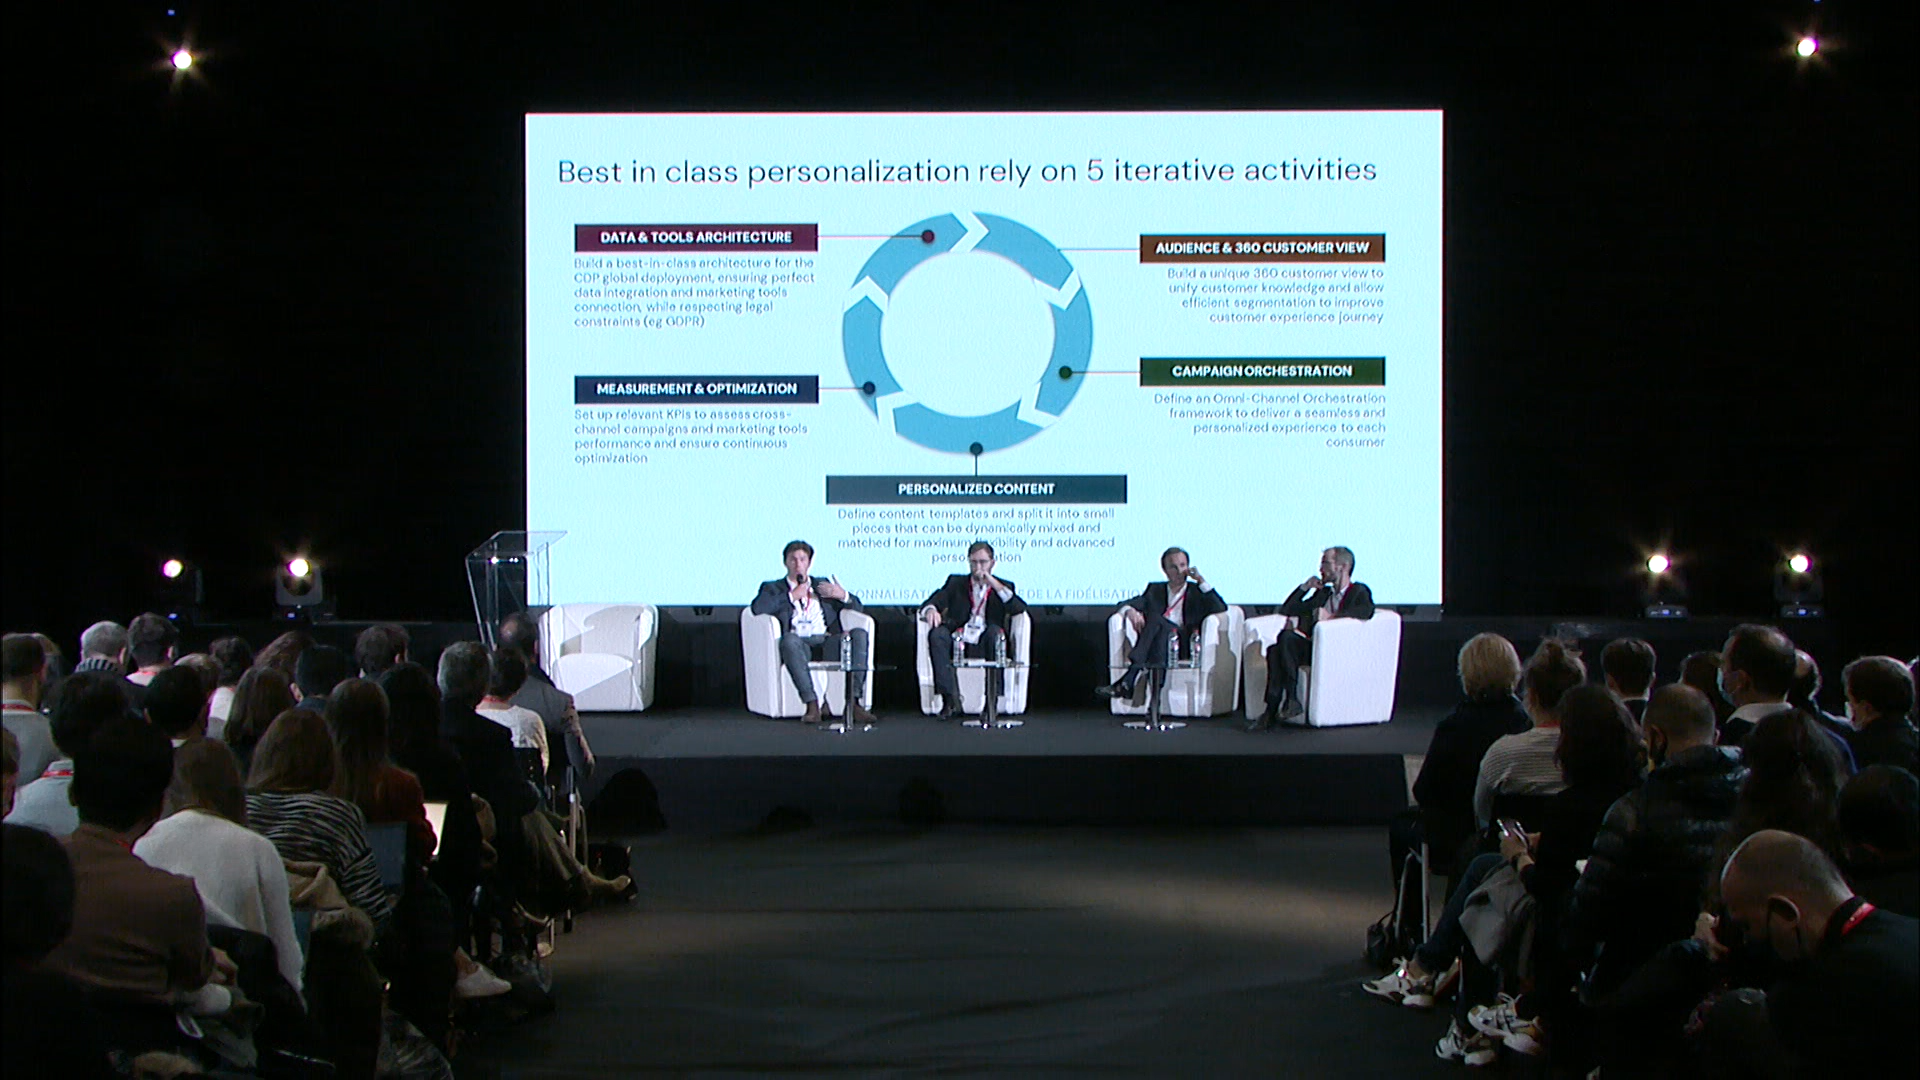 Best in class personalization rely on 5 iterative activities
DATA & TOOLS ARCHITECTURE
Build a best-in-class architecture for the
CDP global deployment, ensuring perfect
data integration and marketing tools
connection, while respecting legal
constraints (eg GDPR)
AUDIENCE & 360 CUSTOMER VIEW
Build a unique 360 customer view to
unify customer knowledge and allow
efficient segmentation to improve
customer experience journey
CAMPAIGN ORCHESTRATION
Define an Omni-Channel Orchestration
framework to deliver a seamless and
personalized experience to each
consumer
MEASUREMENT & OPTIMIZATION
Set up relevant KPIs to assess cross-
channel campaigns and marketing tools
performance and ensure continuous
optimization
PERSONALIZED CONTENT
Define content templates and split it into small
pieces that can be dynamically mixed and
matched for maximum and advanced
DE LA